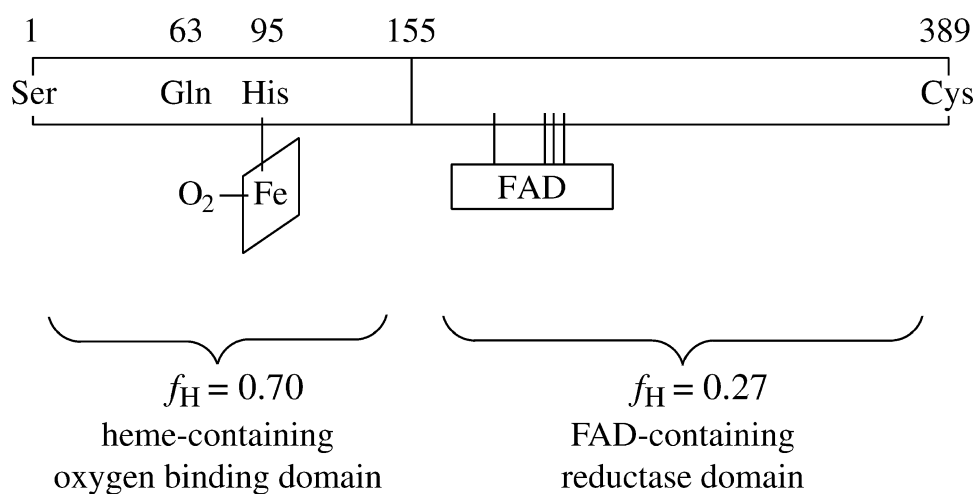 1 63 95 155 389
Ser Gln His Cys
O₂ Fe FAD
fH = 0.70 fH = 0.27
heme-containing FAD-containing
oxygen binding domain reductase domain